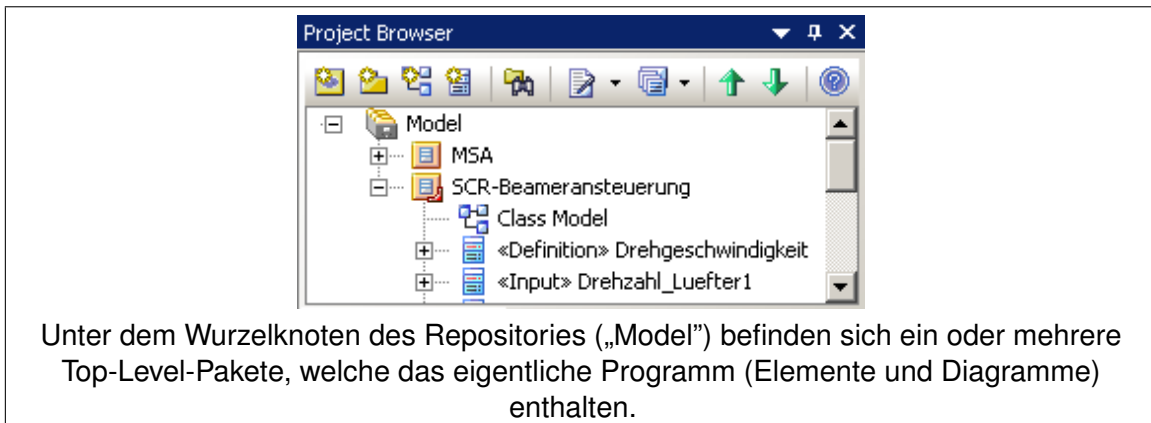 Project Browser
Model
MSA
SCR-Beameransteuerung
Class Model
«Definition» Drehgeschwindigkeit
«Input» Drehzahl_Luefter1
Unter dem Wurzelknoten des Repositories („Model”) befinden sich ein oder mehrere
Top-Level-Pakete, welche das eigentliche Programm (Elemente und Diagramme)
enthalten.